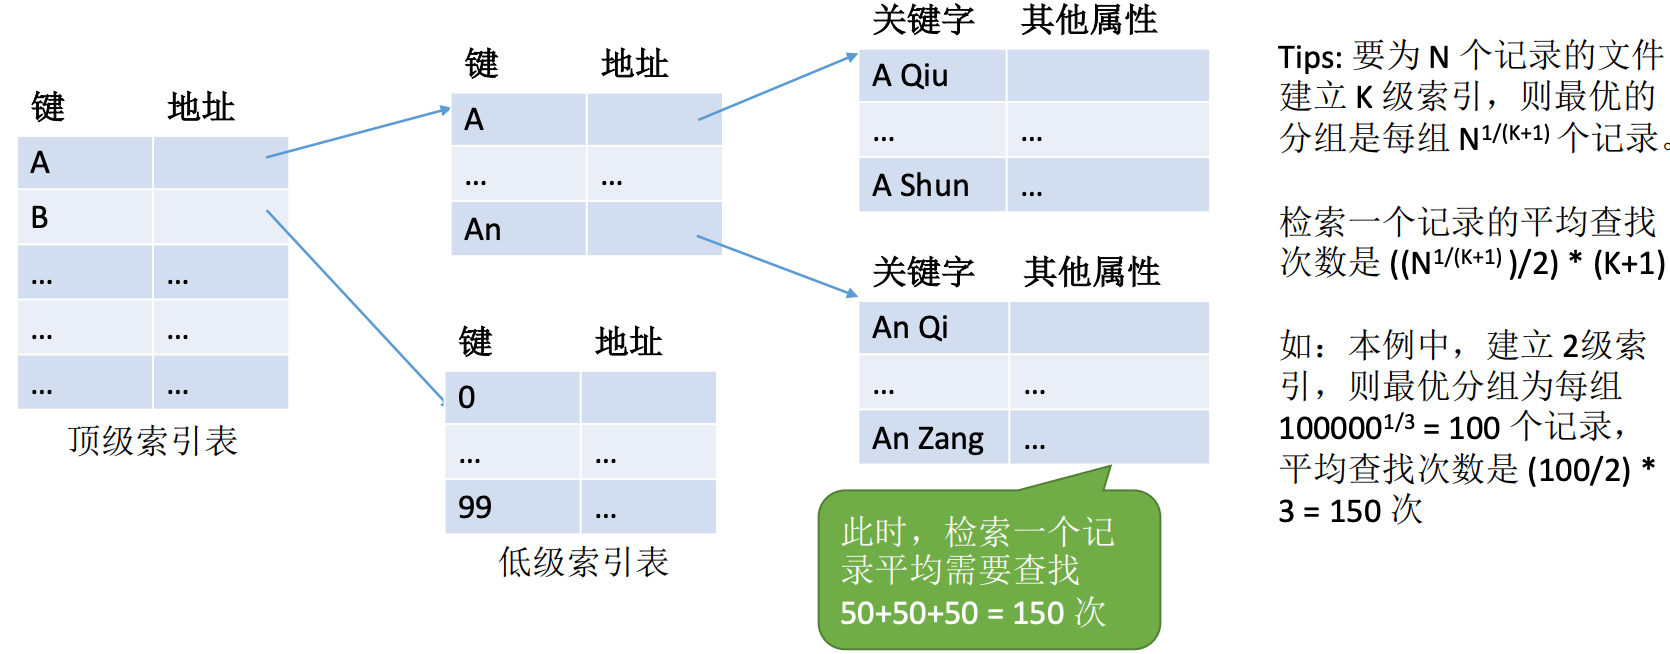 键 地址
A
B
... ...
... ...
... ...
顶级索引表
键 地址
A
... ...
An
键 地址
0
... ...
99 ...
低级索引表
关键字 其他属性
A Qiu
... ...
A Shun ...
关键字 其他属性
An Qi
... ...
An Zang ...
此时，检索一个记
录平均需要查找
50+50+50 = 150 次
Tips: 要为 N 个记录的文件
建立 K 级索引，则最优的
分组是每组 N1/(K+1) 个记录。
检索一个记录的平均查找
次数是 ((N1/(K+1) )/2) * (K+1)
如：本例中，建立 2级索
引，则最优分组为每组
1000001/3 = 100 个记录，
平均查找次数是 (100/2) *
3 = 150 次